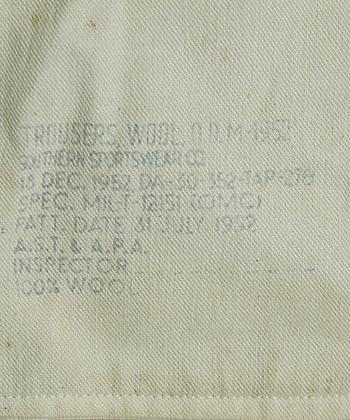 TROUSERS, WOOL, O.D. M-1952
SOUTHERN SPORTSWEAR CO.
18 DEC. 1952, DA-30-352-TAP-278
SPEC. MIL-T-12151 (QMC)
PATT. DATE 31 JULY 1952
A.S.T. & A.P.A.
INSPECTOR
100% WOOL